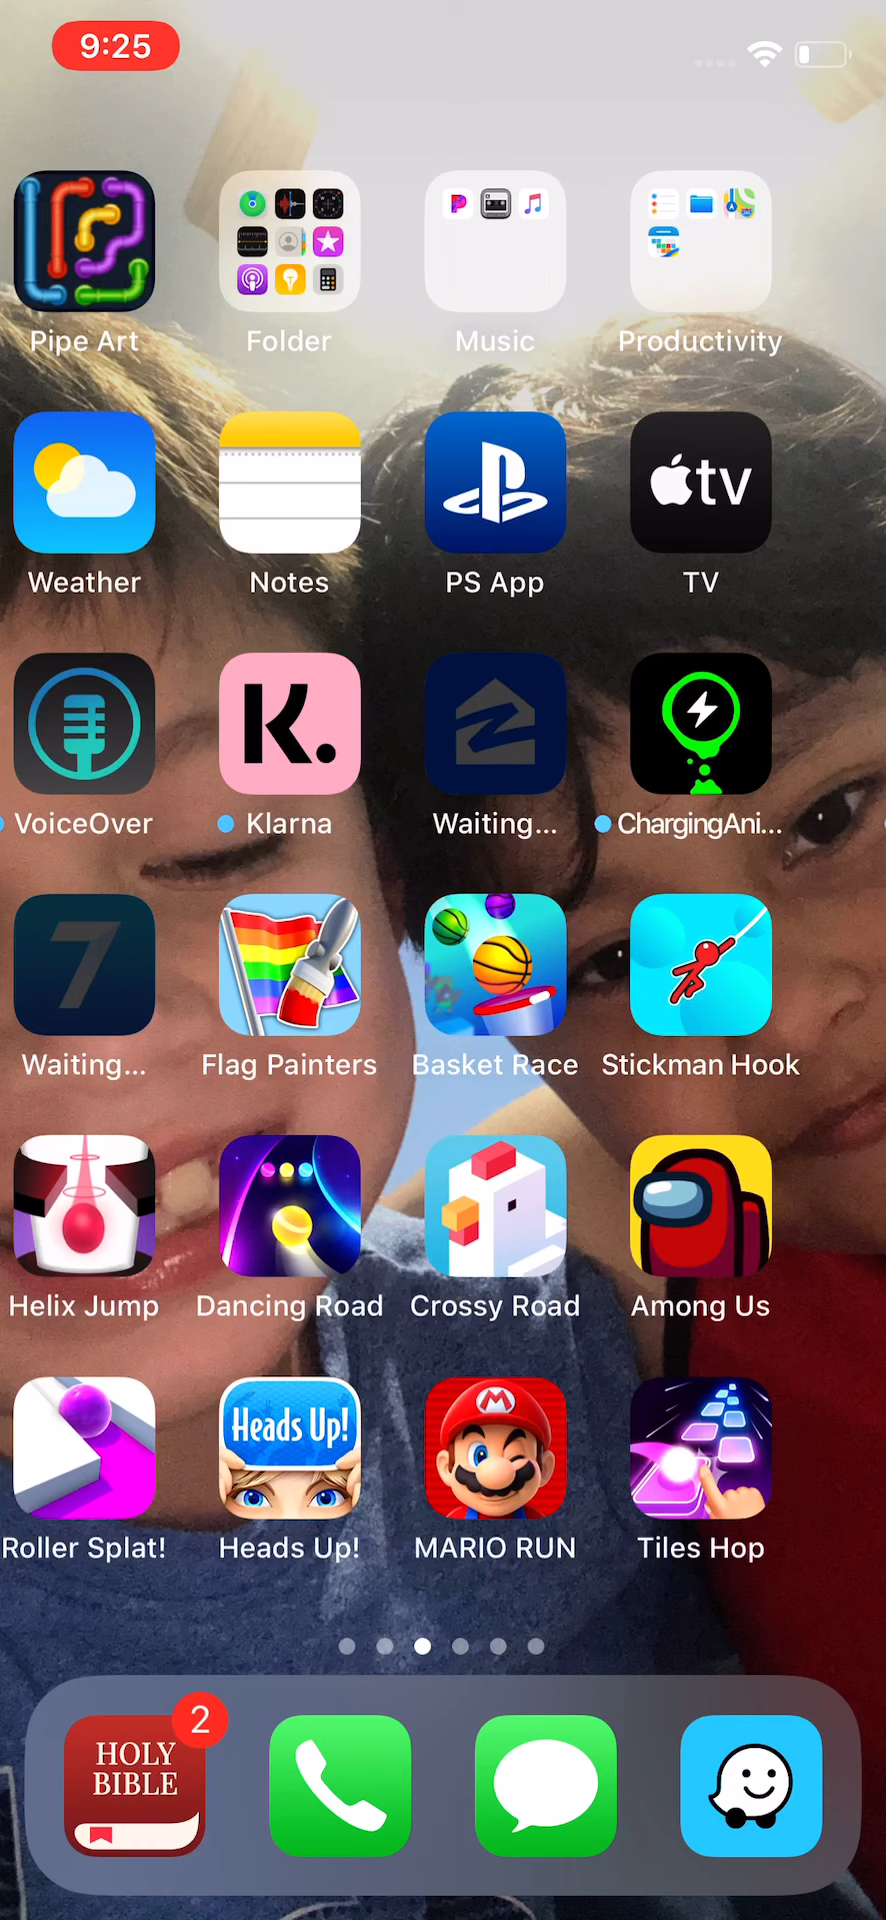 9:25
Pipe Art
Folder
Music
Productivity
tv
Weather
Notes
PS App
TV
K.
VoiceOver
Klarna
Waiting...
ChargingAni...
7
Waiting...
Flag Painters
Basket Race
Stickman Hook
Helix Jump
Dancing Road
Crossy Road
Among Us
Heads Up!
M
Roller Splat!
Heads Up!
MARIO RUN
Tiles Hop
2
HOLY
BIBLE